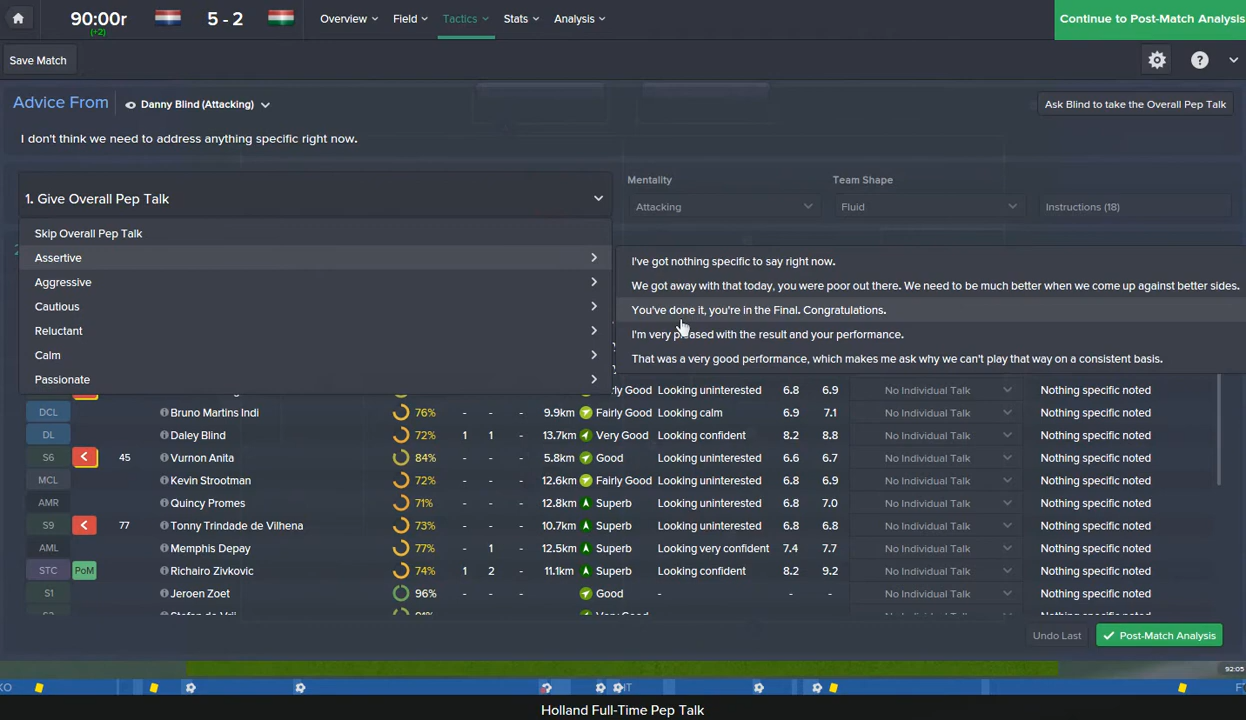 90:00r 5 - 2 Overview Field Tactics Stats Analysis Continue to Post-Match Analysis
(+2)
Save Match
Advice From Danny Blind (Attacking) Ask Blind to take the Overall Pep Talk
I don't think we need to address anything specific right now.
Mentality Team Shape
1. Give Overall Pep Talk Attacking Fluid Instructions (18)
Skip Overall Pep Talk
Assertive I've got nothing specific to say right now.
Aggressive We got away with that today, you were poor out there. We need to be much better when we come up against better sides.
Cautious You've done it, you're in the Final. Congratulations.
Reluctant I'm very pleased with the result and your performance.
Calm That was a very good performance, which makes me ask why we can't play that way on a consistent basis.
Passionate
Good Looking uninterested 6.8 6.9 No Individual Talk Nothing specific noted
DCL Bruno Martins Indi 76% - - - 9.9km Fairly Good Looking calm 6.9 7.1 No Individual Talk Nothing specific noted
DL Daley Blind 72% 1 1 - 13.7km Very Good Looking confident 8.2 8.8 No Individual Talk Nothing specific noted
S6 45 Vurnon Anita 84% - - - 5.8km Good Looking uninterested 6.6 6.7 No Individual Talk Nothing specific noted
MCL Kevin Strootman 72% - - - 12.6km Fairly Good Looking uninterested 6.8 6.9 No Individual Talk Nothing specific noted
AMR Quincy Promes 71% - - - 12.8km Superb Looking uninterested 6.8 7.0 No Individual Talk Nothing specific noted
S9 77 Tonny Trindade de Vilhena 73% - - - 10.7km Superb Looking uninterested 6.8 6.8 No Individual Talk Nothing specific noted
AML Memphis Depay 77% - 1 - 12.5km Superb Looking very confident 7.4 7.7 No Individual Talk Nothing specific noted
STC PoM Richairo Zivkovic 74% 1 2 - 11.1km Superb Looking confident 8.2 9.2 No Individual Talk Nothing specific noted
S1 Jeroen Zoet 96% - - - Good - - - No Individual Talk Nothing specific noted
Undo Last Post-Match Analysis
92:05
KO HT
Holland Full-Time Pep Talk